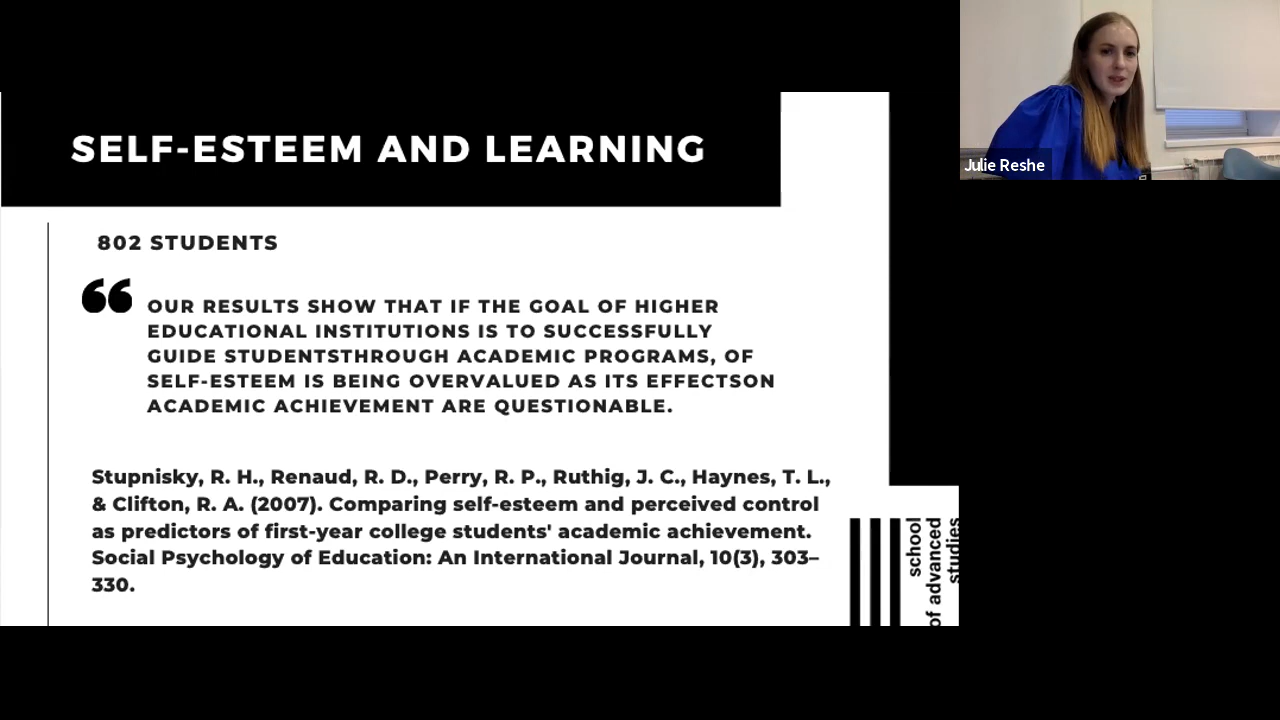 SELF-ESTEEM AND LEARNING
802 STUDENTS
“ OUR RESULTS SHOW THAT IF THE GOAL OF HIGHER
EDUCATIONAL INSTITUTIONS IS TO SUCCESSFULLY
GUIDE STUDENTSTHROUGH ACADEMIC PROGRAMS, OF
SELF-ESTEEM IS BEING OVERVALUED AS ITS EFFECTSON
ACADEMIC ACHIEVEMENT ARE QUESTIONABLE.
Stupnisky, R. H., Renaud, R. D., Perry, R. P., Ruthig, J. C., Haynes, T. L.,
& Clifton, R. A. (2007). Comparing self-esteem and perceived control
as predictors of first-year college students' academic achievement.
Social Psychology of Education: An International Journal, 10(3), 303–
330.
school
of advanced
studies
Julie Reshe